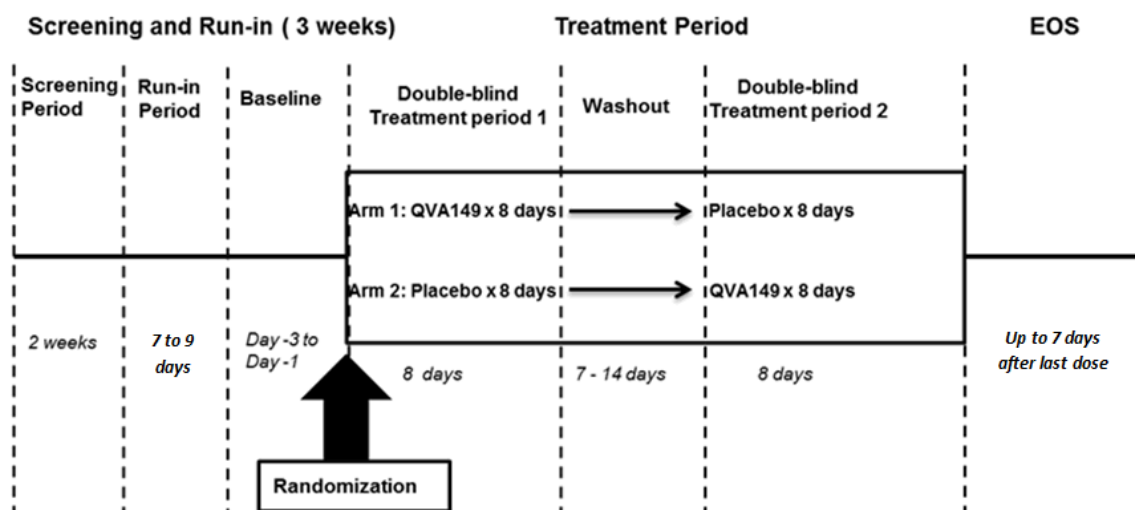 Screening and Run-in ( 3 weeks)
Treatment Period
EOS
Screening
Period
Run-in
Period
Baseline
Double-blind
Treatment period 1
Washout
Double-blind
Treatment period 2
Arm 1: QVA149 x 8 days
Placebo x 8 days
Arm 2: Placebo x 8 days
QVA149 x 8 days
2 weeks
7 to 9
days
Day -3 to
Day -1
8 days
7 - 14 days
8 days
Up to 7 days
after last dose
Randomization